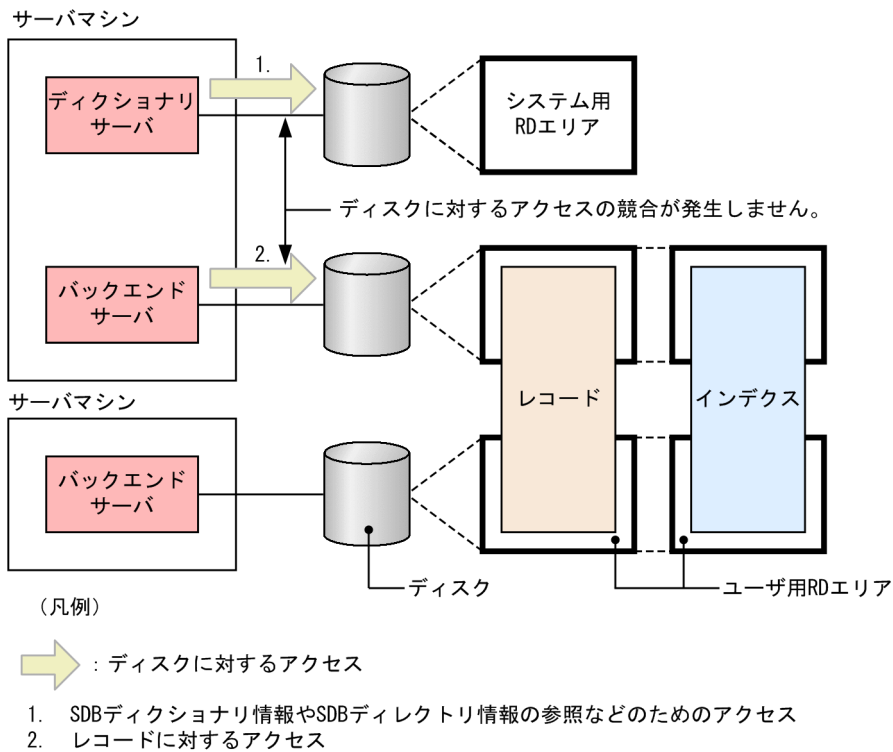 サーバマシン
1.
ディクショナリ
サーバ
システム用
RDエリア
ディスクに対するアクセスの競合が発生しません。
2.
バックエンド
サーバ
レコード
インデクス
サーバマシン
バックエンド
サーバ
ディスク
ユーザ用RDエリア
(凡例)
:ディスクに対するアクセス
1. SDBディクショナリ情報やSDBディレクトリ情報の参照などのためのアクセス
2. レコードに対するアクセス